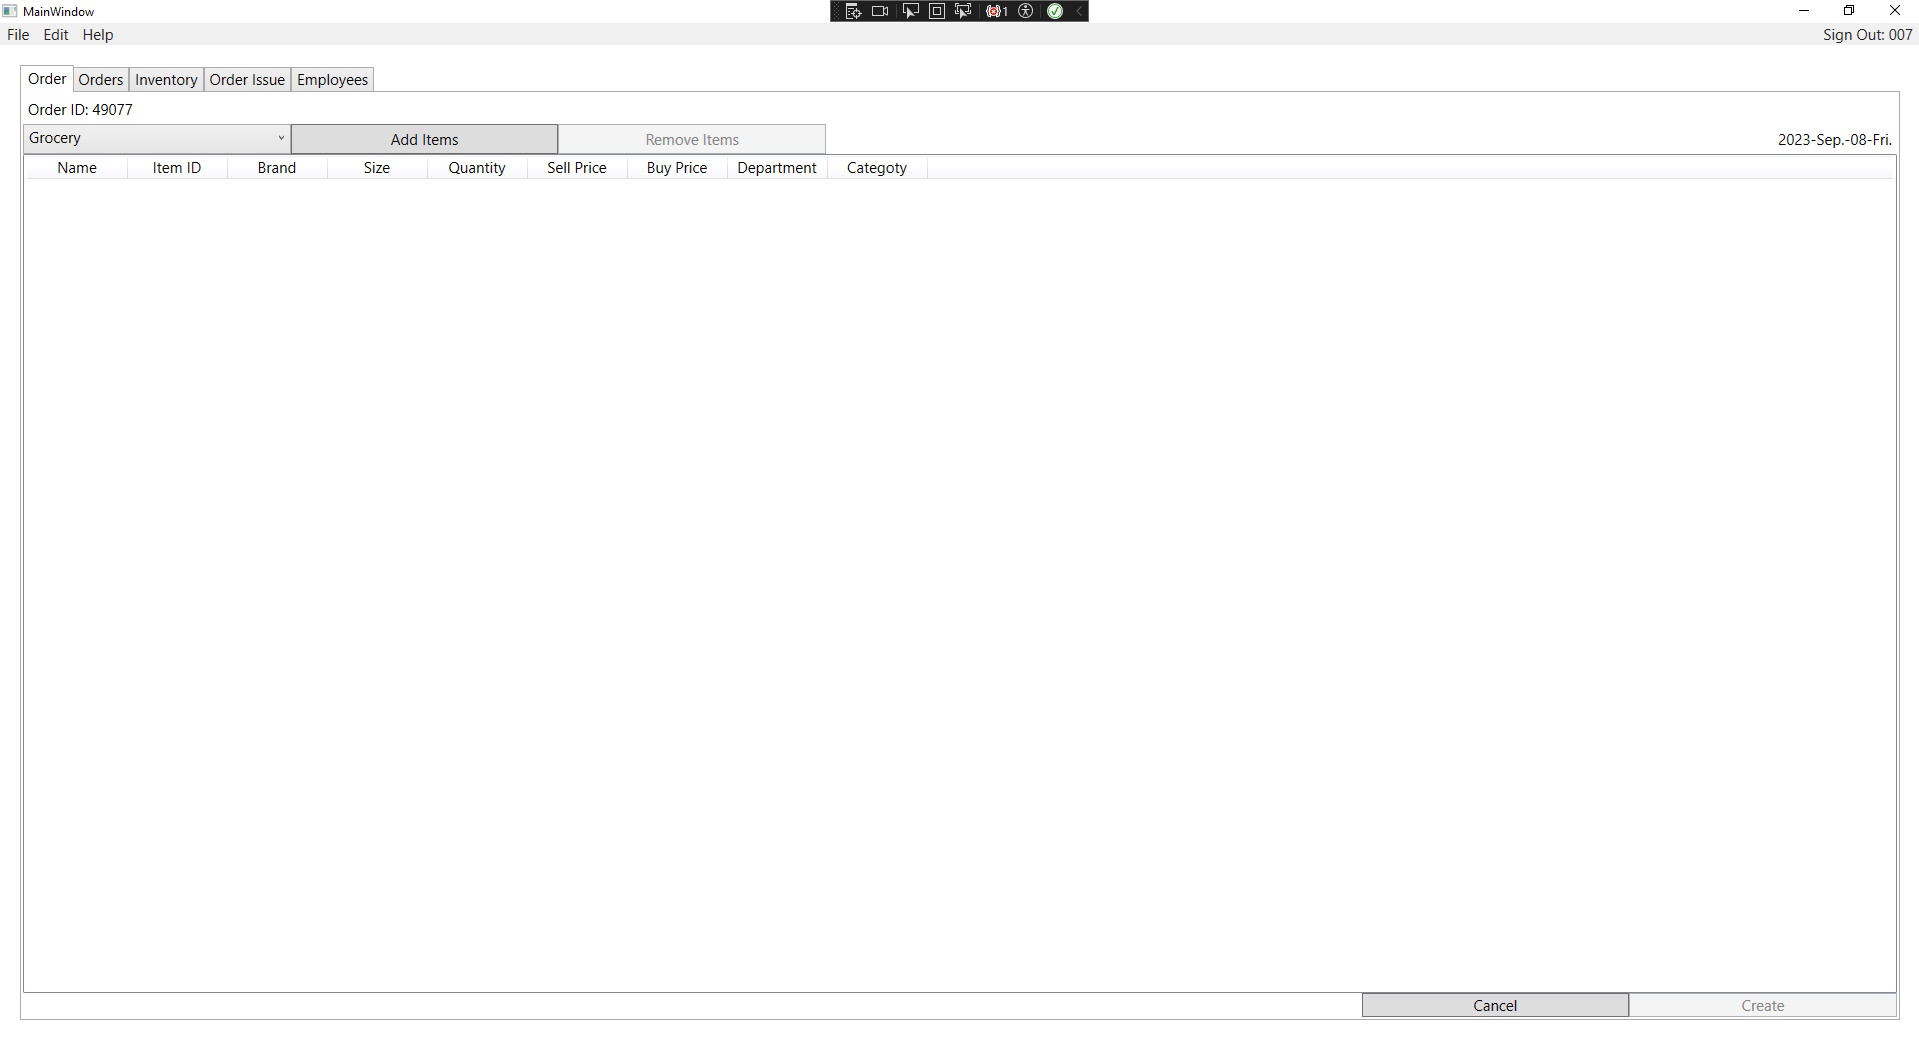 MainWindow
1
File Edit Help Sign Out: 007
Order Orders Inventory Order Issue Employees
Order ID: 49077
Grocery Add Items Remove Items 2023-Sep.-08-Fri.
Name Item ID Brand Size Quantity Sell Price Buy Price Department Categoty
Cancel Create